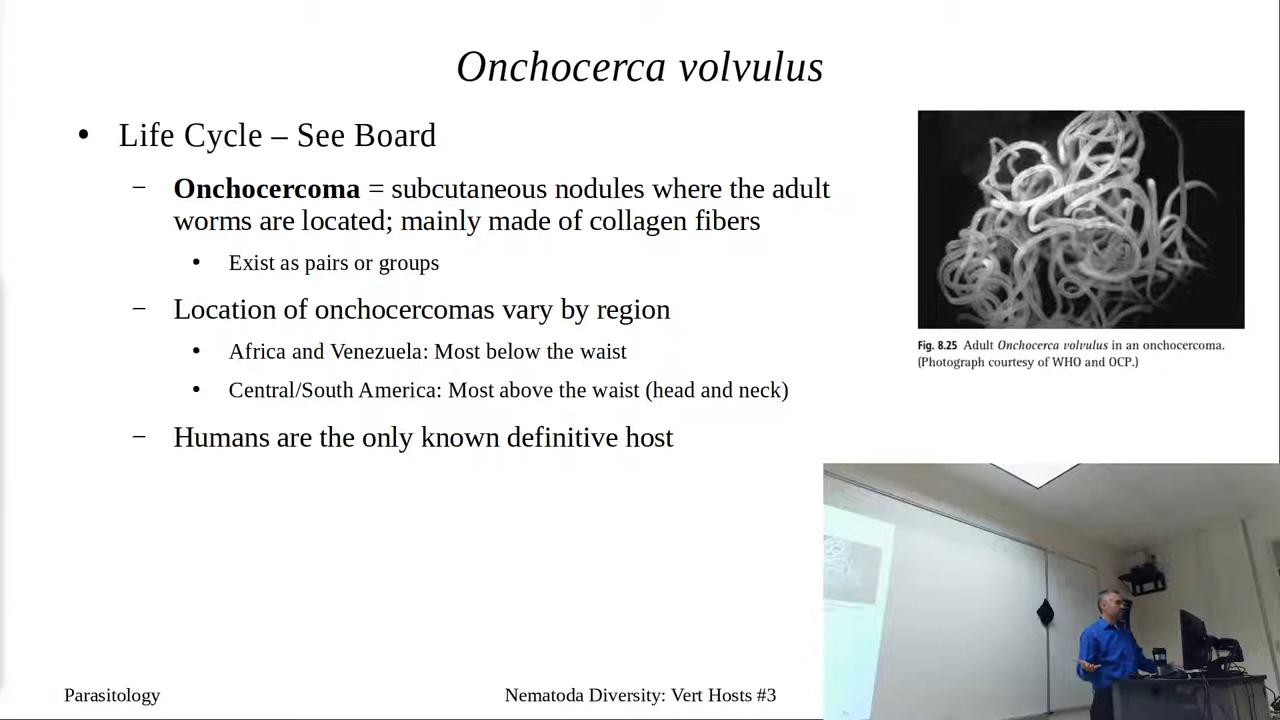 Onchocerca volvulus
• Life Cycle – See Board
– Onchocercoma = subcutaneous nodules where the adult
worms are located; mainly made of collagen fibers
• Exist as pairs or groups
– Location of onchocercomas vary by region
• Africa and Venezuela: Most below the waist
• Central/South America: Most above the waist (head and neck)
– Humans are the only known definitive host
Fig. 8.25 Adult Onchocerca volvulus in an onchocercoma.
(Photograph courtesy of WHO and OCP.)
Parasitology
Nematoda Diversity: Vert Hosts #3